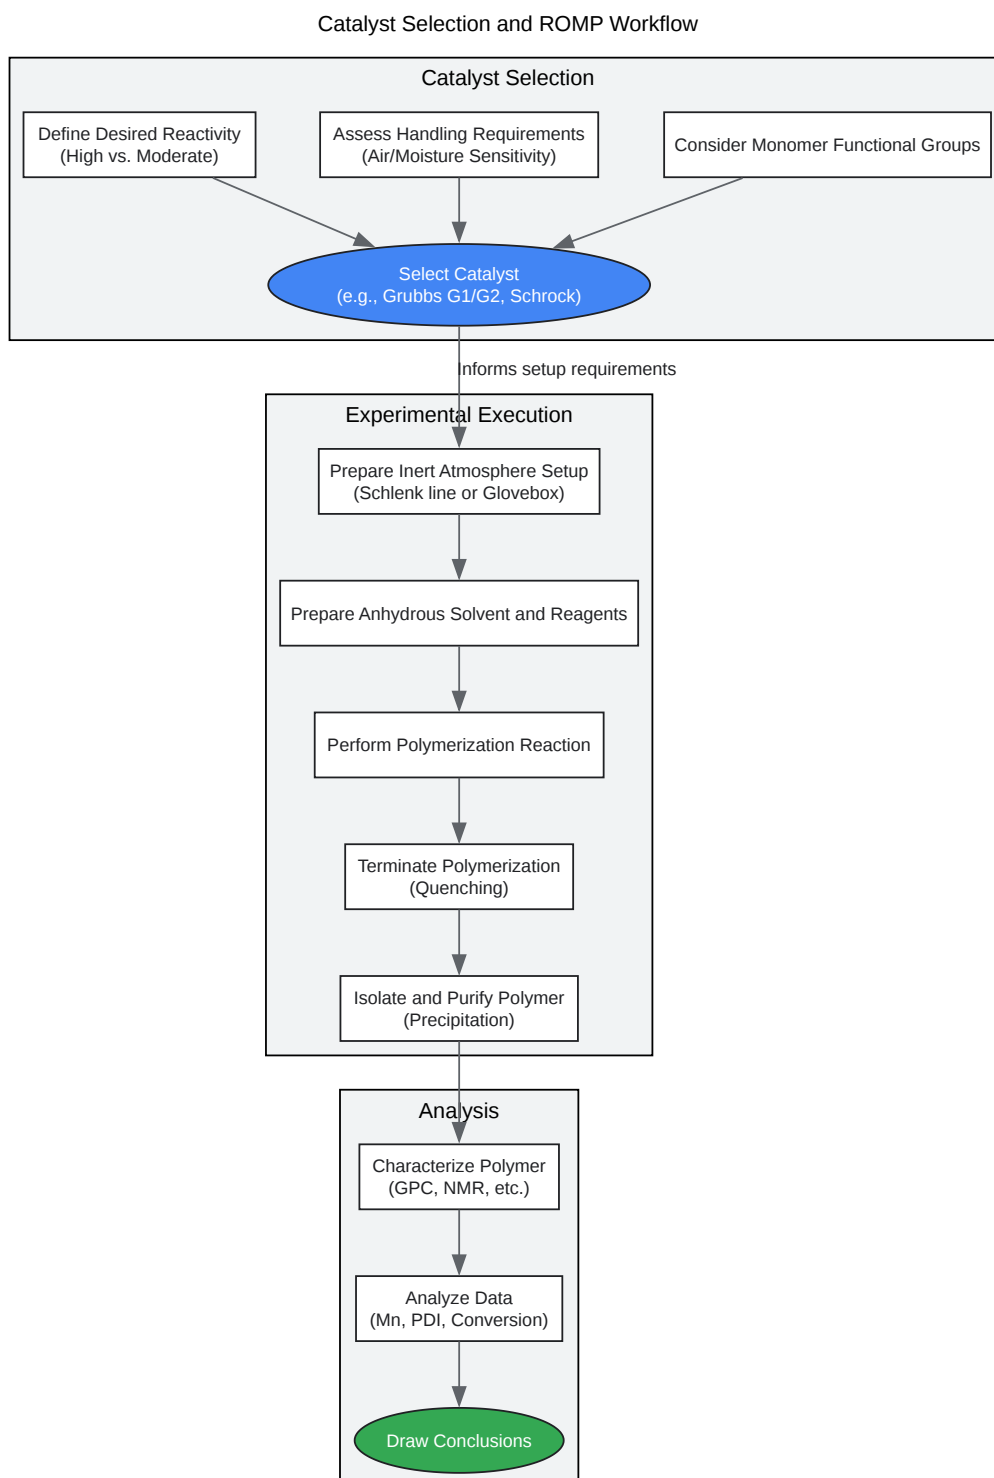 Catalyst Selection and ROMP Workflow
Catalyst Selection
Define Desired Reactivity
(High vs. Moderate)
Assess Handling Requirements
(Air/Moisture Sensitivity)
Consider Monomer Functional Groups
Select Catalyst
(e.g., Grubbs G1/G2, Schrock)
Informs setup requirements
Experimental Execution
Prepare Inert Atmosphere Setup
(Schlenk line or Glovebox)
Prepare Anhydrous Solvent and Reagents
Perform Polymerization Reaction
Terminate Polymerization
(Quenching)
Isolate and Purify Polymer
(Precipitation)
Analysis
Characterize Polymer
(GPC, NMR, etc.)
Analyze Data
(Mn, PDI, Conversion)
Draw Conclusions